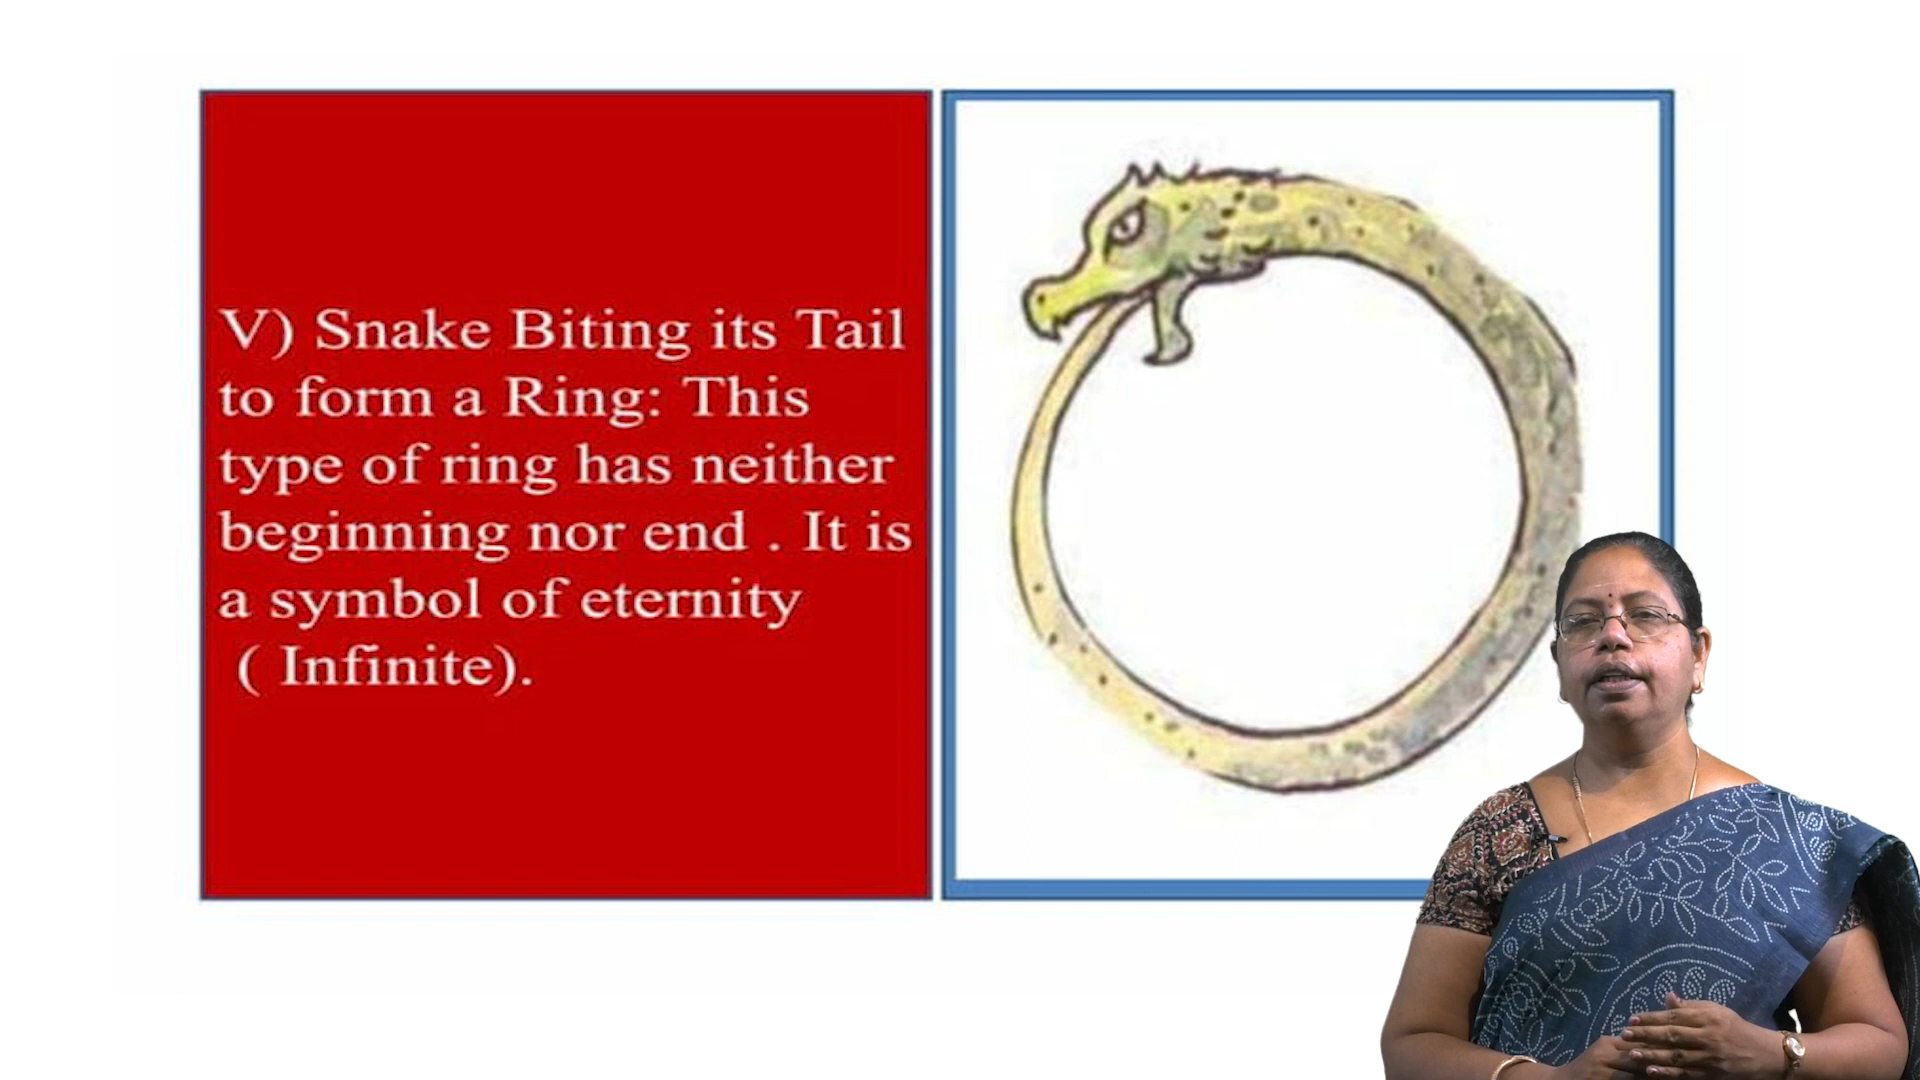 V) Snake Biting its Tail
to form a Ring: This
type of ring has neither
beginning nor end . It is
a symbol of eternity
( Infinite).